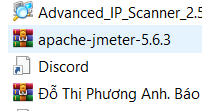 Advanced_IP_Scanner_2.5
apache-jmeter-5.6.3
Discord
Đỗ Thị Phương Anh. Báo